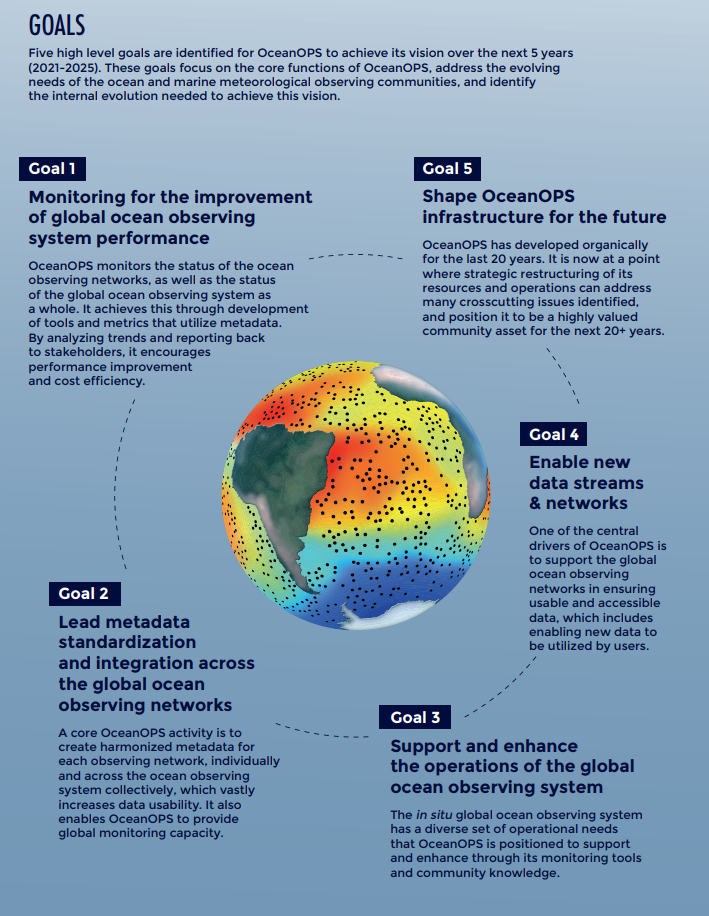 GOALS
Five high level goals are identified for OceanOPS to achieve its vision over the next 5 years
(2021-2025). These goals focus on the core functions of OceanOPS, address the evolving
needs of the ocean and marine meteorological observing communities, and identify
the internal evolution needed to achieve this vision.
Goal 1
Monitoring for the improvement
of global ocean observing
system performance
OceanOPS monitors the status of the ocean
observing networks, as well as the status
of the global ocean observing system as
a whole. It achieves this through development
of tools and metrics that utilize metadata.
By analyzing trends and reporting back
to stakeholders, it encourages
performance improvement
and cost efficiency.
Goal 2
Lead metadata
standardization
and integration across
the global ocean
observing networks
A core OceanOPS activity is to
create harmonized metadata for
each observing network, individually
and across the ocean observing
system collectively, which vastly
increases data usability. It also
enables OceanOPS to provide
global monitoring capacity.
Goal 3
Support and enhance
the operations of the global
ocean observing system
The in situ global ocean observing system
has a diverse set of operational needs
that OceanOPS is positioned to support
and enhance through its monitoring tools
and community knowledge.
Goal 4
Enable new
data streams
& networks
One of the central
drivers of OceanOPS is
to support the global
ocean observing
networks in ensuring
usable and accessible
data, which includes
enabling new data to
be utilized by users.
Goal 5
Shape OceanOPS
infrastructure for the future
OceanOPS has developed organically
for the last 20 years. It is now at a point
where strategic restructuring of its
resources and operations can address
many crosscutting issues identified,
and position it to be a highly valued
community asset for the next 20+ years.